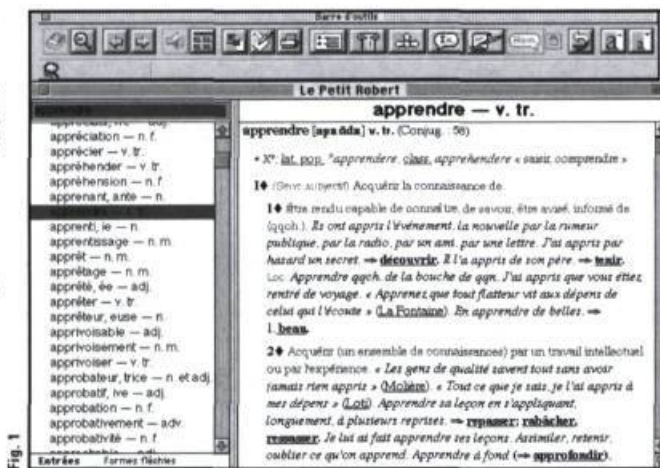 Barre d'outils
Le Petit Robert
apprendre — v. tr.
appréciation — n. f.
apprécier — v. tr.
appréhender — v. tr.
appréhension — n. f.
apprenant, ante — n.
apprenti, ie — n.
apprentissage — n. m.
apprêt — n. m.
apprêtage — n. m.
apprêté, ée — adj.
apprêter — v. tr.
apprêteur, euse — n.
apprivoisable — adj.
apprivoisement — n. m.
apprivoiser — v. tr.
approbateur, trice — n. et adj.
approbatif, ive — adj.
approbation — n. f.
approbativement — adv.
approbativité — n. f.
Entrées Formes fléchies
apprendre v. tr. (Conjug. : 58)
• Xe; lat. pop. °apprendere, class. apprehendere « saisir, comprendre »
I♦ Acquérir la connaissance de.
1♦ Être rendu capable de connaître, de savoir, être avisé, informé de
(qqch.). Ils ont appris l'événement, la nouvelle par la rumeur
publique, par la radio, par un ami, par une lettre. J'ai appris par
hasard un secret. ⇒ découvrir. Il l'a appris de son père. ⇒ tenir.
Loc. Apprendre qqch. de la bouche de qqn. J'ai appris que vous étiez
rentré de voyage. « Apprenez que tout flatteur vit aux dépens de
celui qui l'écoute » (La Fontaine). En apprendre de belles. ⇒
1. beau.
2♦ Acquérir (un ensemble de connaissances) par un travail intellectuel
ou par l'expérience. « Les gens de qualité savent tout sans avoir
jamais rien appris » (Molière). « Tout ce que je sais, je l'ai appris à
mes dépens » (Loti). Apprendre sa leçon en s'appliquant,
longuement, à plusieurs reprises. ⇒ repasser; rabâcher,
ressasser. Je lui ai fait apprendre ses leçons. Assimiler, retenir,
oublier ce qu'on apprend. Apprendre à fond (⇒ approfondir).
Fig. 1